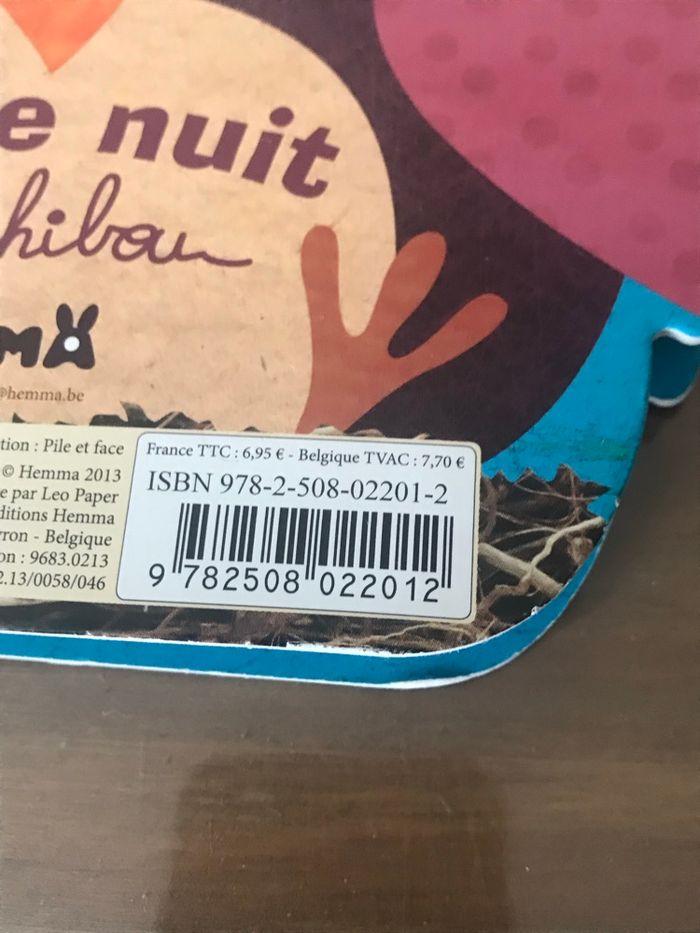 e nuit
hibou
@hemma.be
tion : Pile et face
© Hemma 2013
e par Leo Paper
ditions Hemma
rron - Belgique
on : 9683.0213
2.13/0058/046
France TTC : 6,95 € - Belgique TVAC : 7,70 €
ISBN 978-2-508-02201-2
9 782508 022012